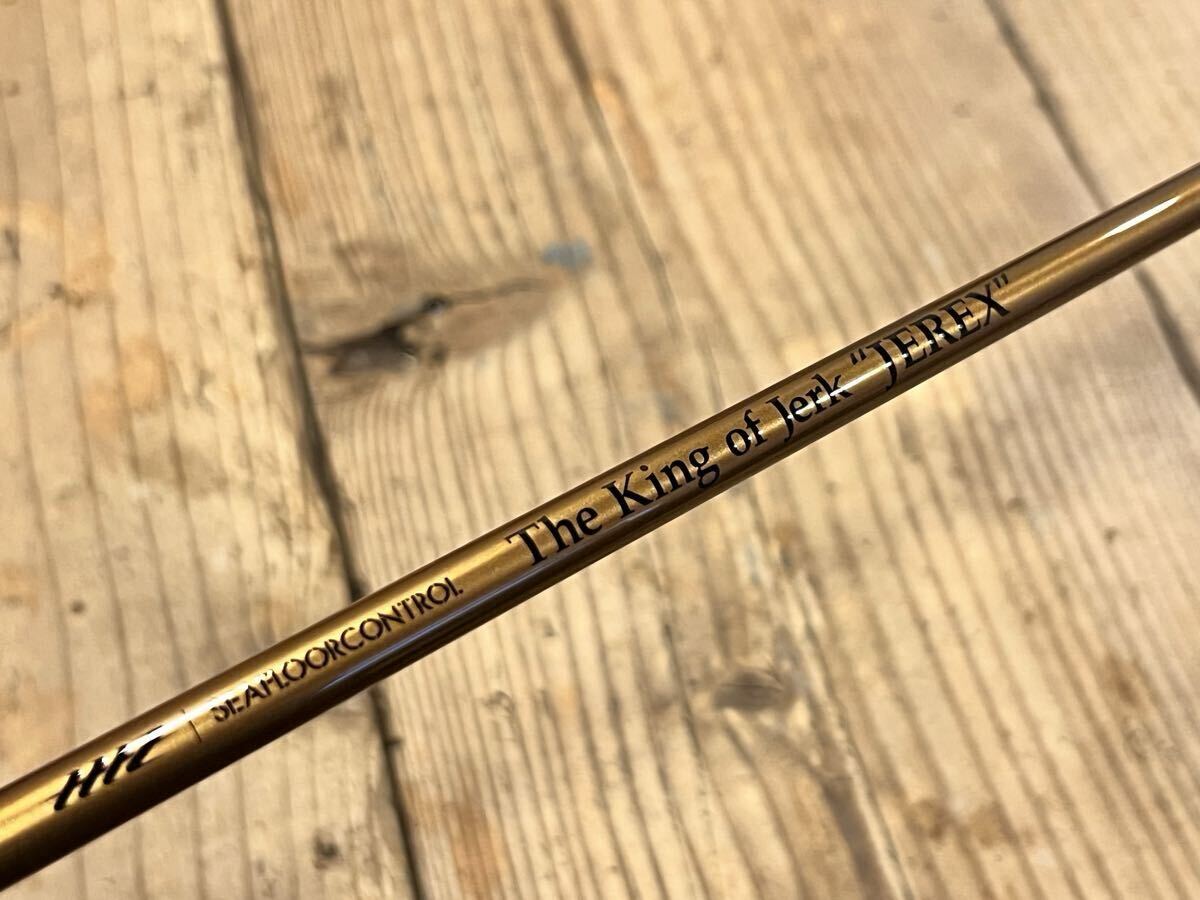 SEAFLOORCONTROL The King of Jerk “JEREX”